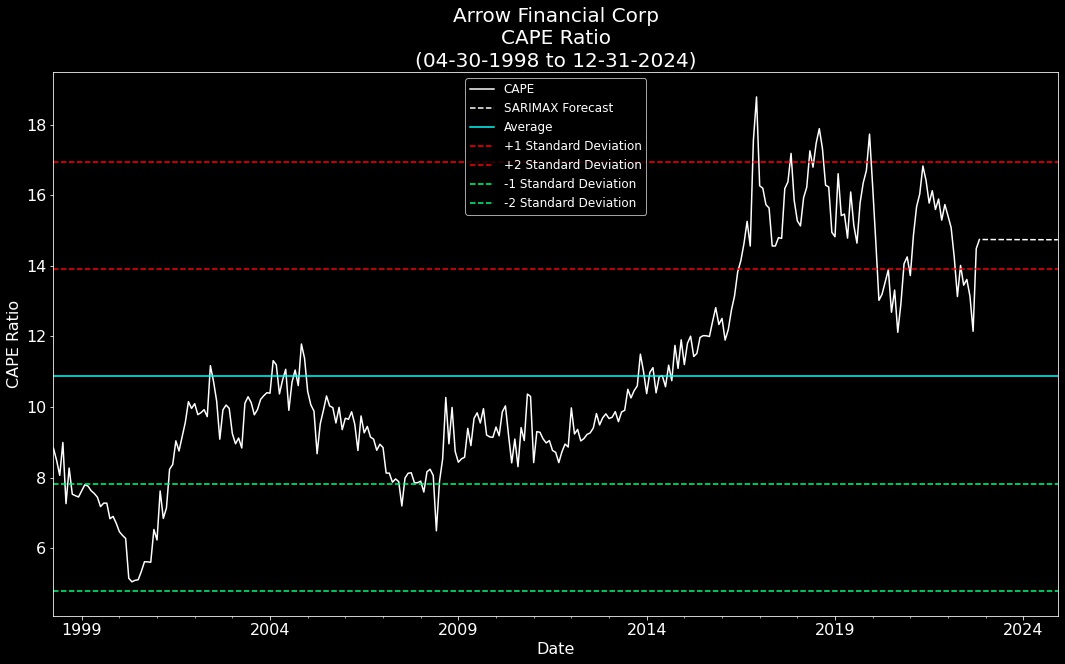 Arrow Financial Corp
CAPE Ratio
(04-30-1998 to 12-31-2024)
CAPE
SARIMAX Forecast
Average
+1 Standard Deviation
+2 Standard Deviation
-1 Standard Deviation
-2 Standard Deviation
CAPE Ratio
18
16
14
12
10
8
6
1999 2004 2009 2014 2019 2024
Date